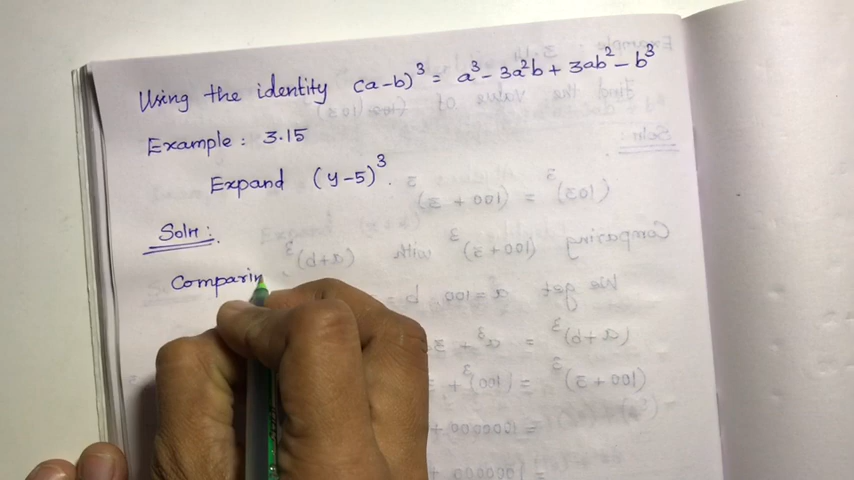 Using the identity (a-b)³ = a³ - 3a²b + 3ab² - b³
Example: 3.15
Expand (y-5)³.
Soln:
Comparin